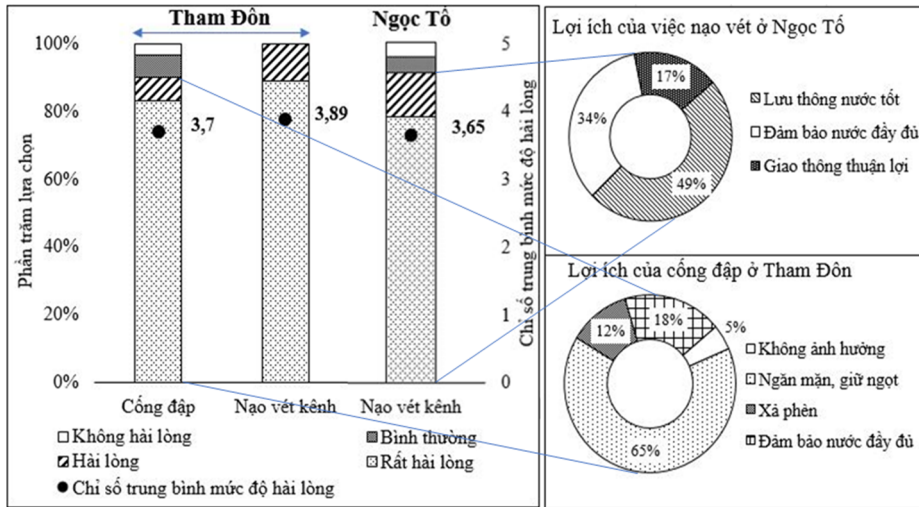 Tham Đôn
Ngọc Tố
Phần trăm lựa chọn
100%
80%
60%
40%
20%
0%
3,7
3,89
3,65
5
4
3
2
1
0
Chỉ số trung bình mức độ hài lòng
Cống đập
Nạo vét kênh
Nạo vét kênh
Không hài lòng
Bình thường
Hài lòng
Rất hài lòng
Chỉ số trung bình mức độ hài lòng
Lợi ích của việc nạo vét ở Ngọc Tố
17%
34%
49%
Lưu thông nước tốt
Đảm bảo nước đầy đủ
Giao thông thuận lợi
Lợi ích của cống đập ở Tham Đôn
12%
18%
5%
65%
Không ảnh hưởng
Ngăn mặn, giữ ngọt
Xả phèn
Đảm bảo nước đầy đủ